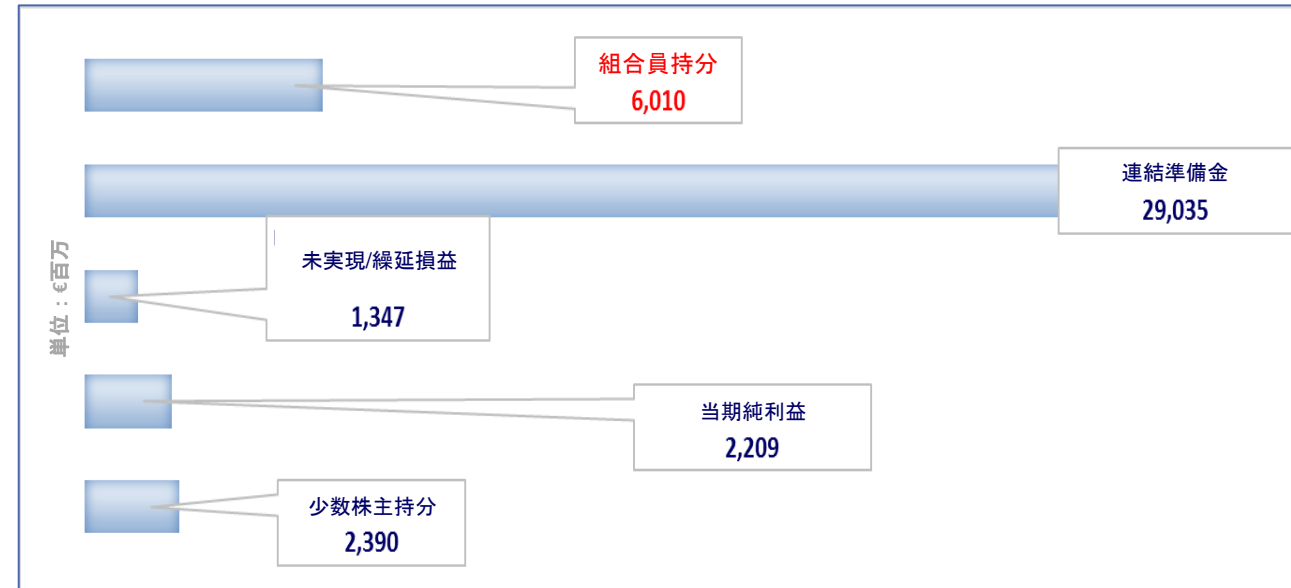 組合員持分
6,010
連結準備金
29,035
未実現/繰延損益
1,347
当期純利益
2,209
少数株主持分
2,390
単位：€百万